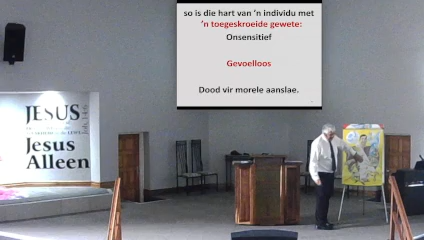 so is die hart van ’n individu met
’n toegeskroeide gewete:
Onsensitief
Gevoelloos
Dood vir morele aanslae.
JESUS
Jesus
Alleen